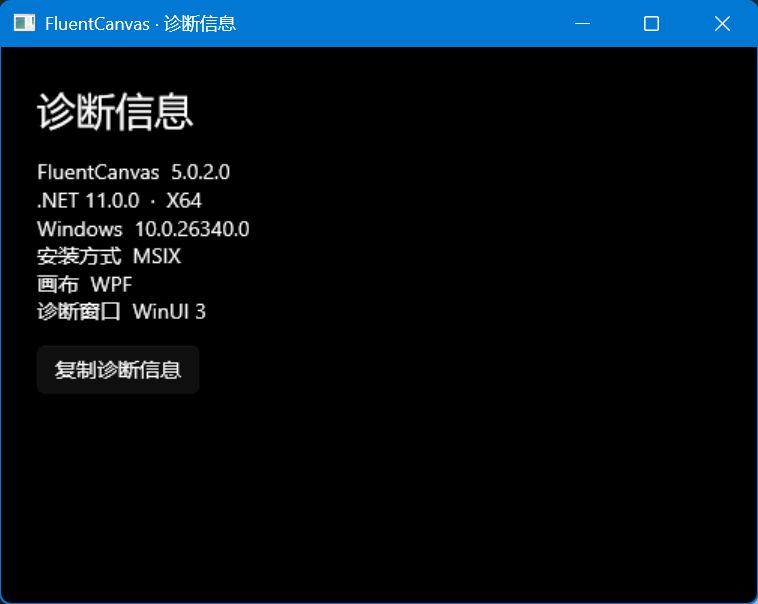 FluentCanvas · 诊断信息
诊断信息
FluentCanvas 5.0.2.0
.NET 11.0.0 · X64
Windows 10.0.26340.0
安装方式 MSIX
画布 WPF
诊断窗口 WinUI 3
复制诊断信息